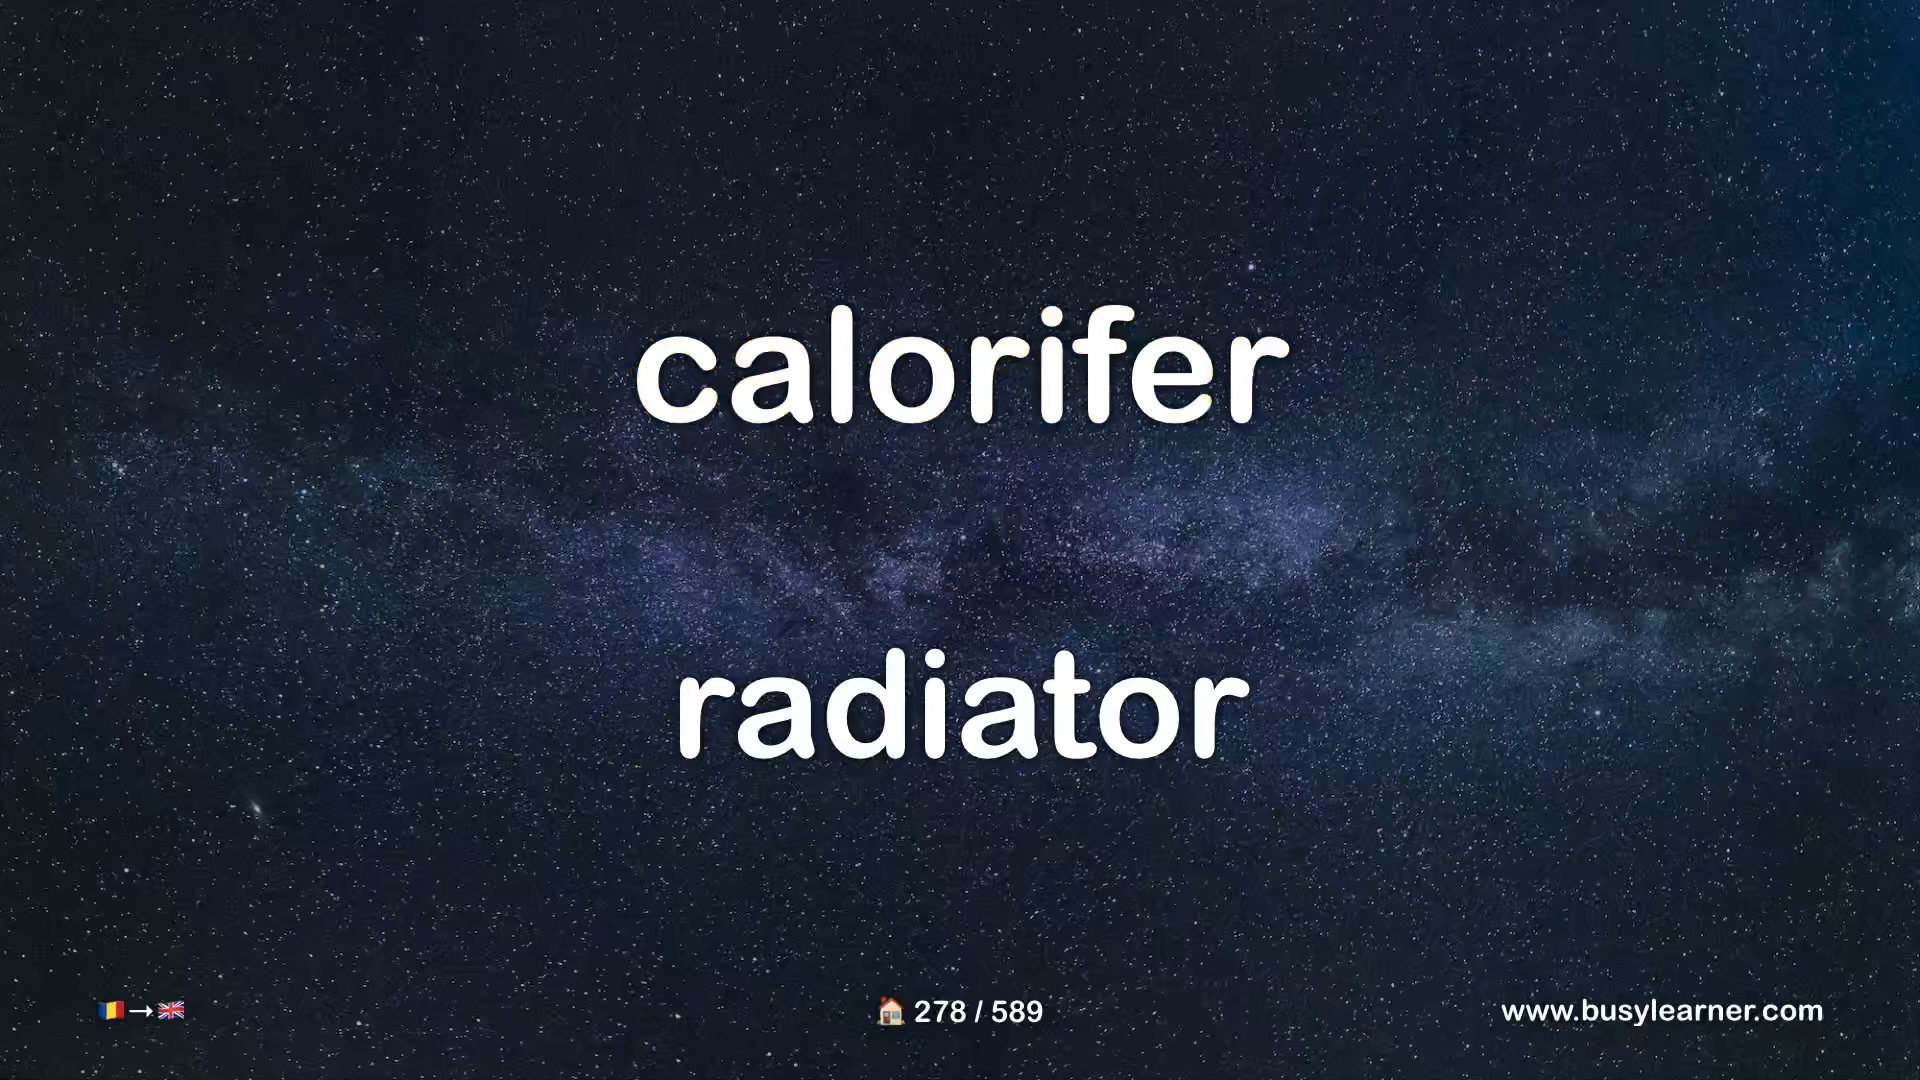 calorifer
radiator
🇷🇴→🇬🇧
🏠 278 / 589
www.busylearner.com